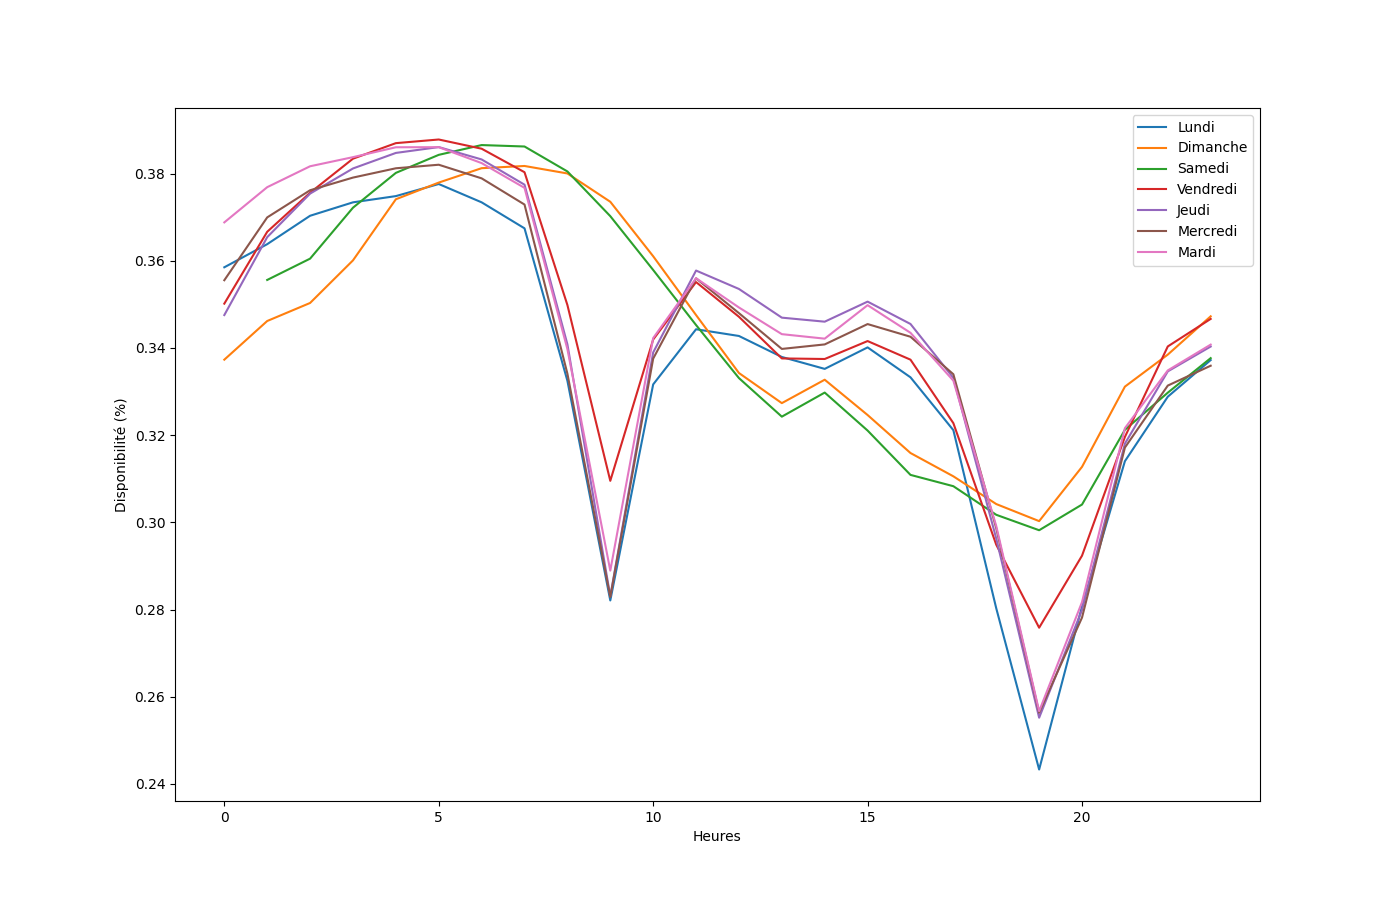 Lundi
Dimanche
Samedi
Vendredi
Jeudi
Mercredi
Mardi
0.38
0.36
0.34
0.32
0.30
0.28
0.26
0.24
Disponibilité (%)
0 5 10 15 20
Heures